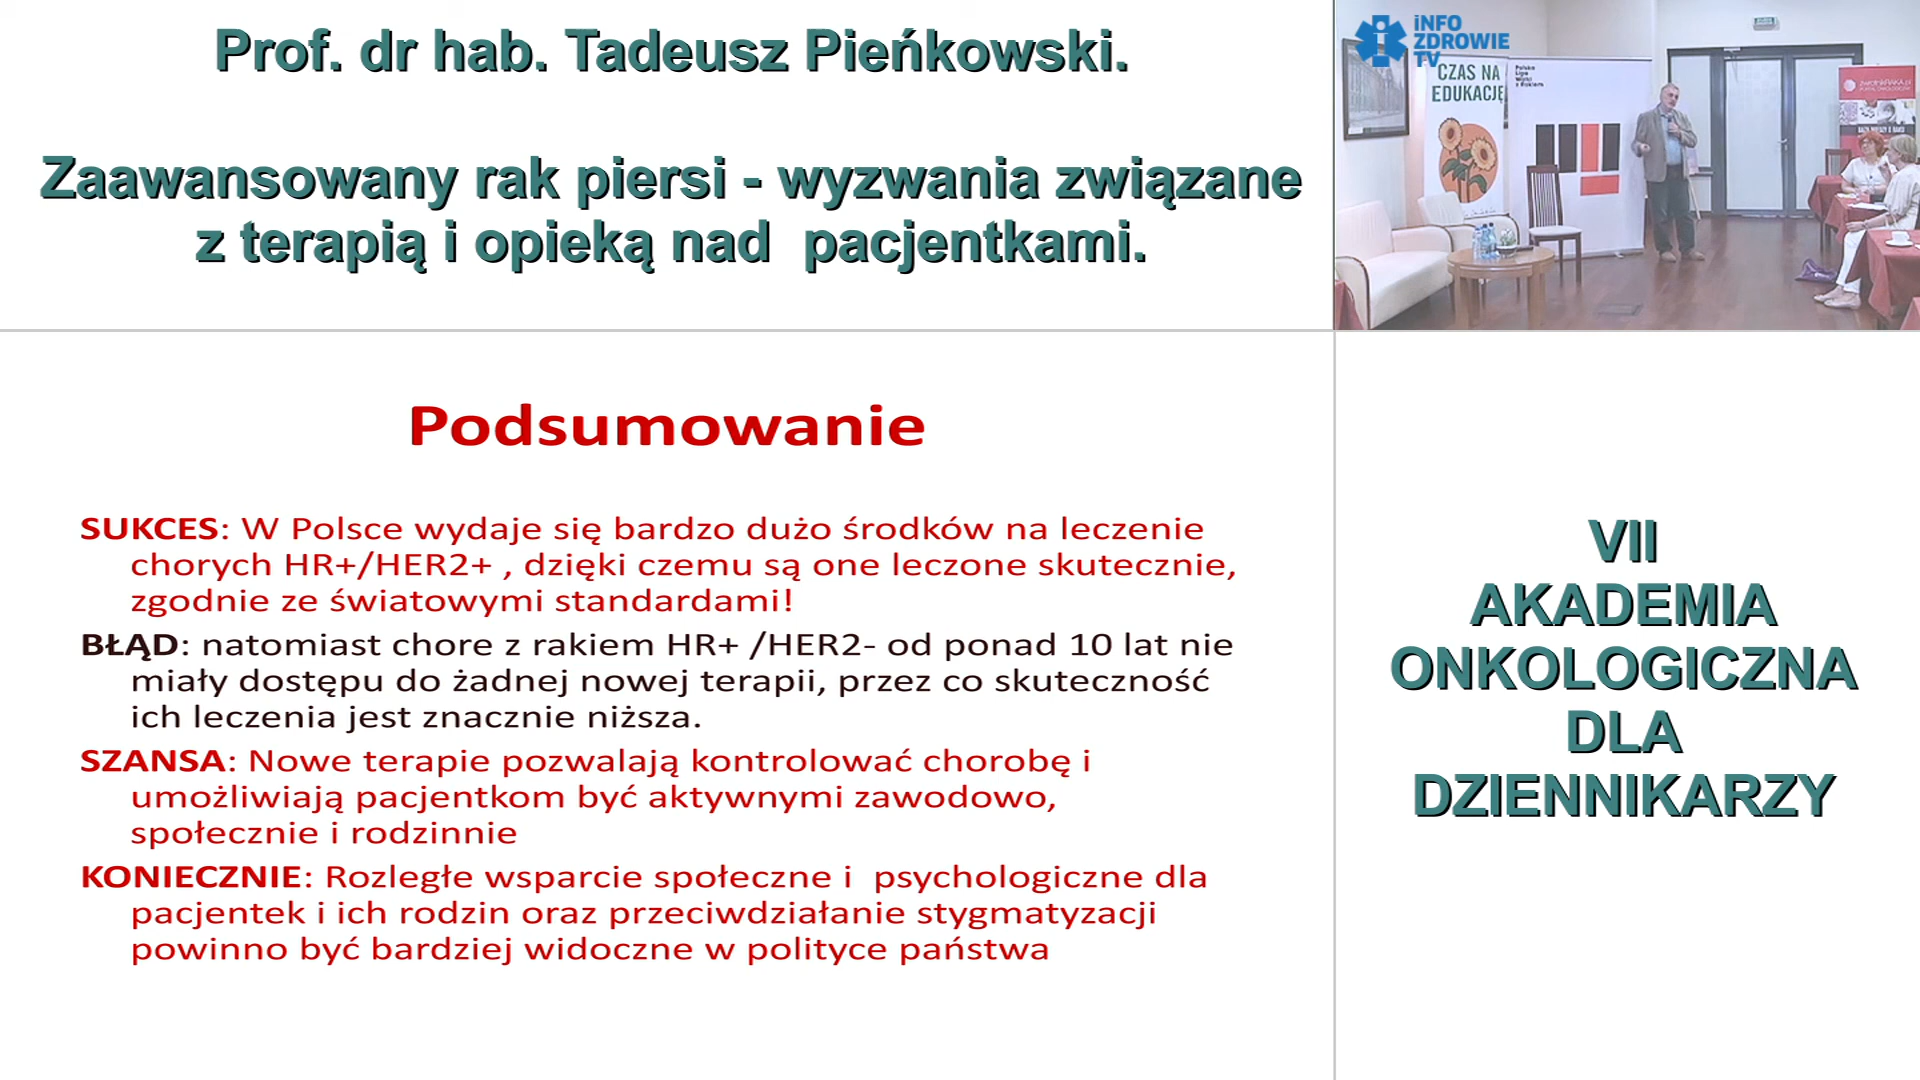 Prof. dr hab. Tadeusz Pieńkowski.
Zaawansowany rak piersi - wyzwania związane
z terapią i opieką nad  pacjentkami.
iNFO
ZDROWIE
TV
CZAS NA
EDUKACJĘ
Polska
Liga
Walki
z Rakiem
Podsumowanie
SUKCES: W Polsce wydaje się bardzo dużo środków na leczenie
chorych HR+/HER2+ , dzięki czemu są one leczone skutecznie,
zgodnie ze światowymi standardami!
BŁĄD: natomiast chore z rakiem HR+ /HER2- od ponad 10 lat nie
miały dostępu do żadnej nowej terapii, przez co skuteczność
ich leczenia jest znacznie niższa.
SZANSA: Nowe terapie pozwalają kontrolować chorobę i
umożliwiają pacjentkom być aktywnymi zawodowo,
społecznie i rodzinnie
KONIECZNIE: Rozległe wsparcie społeczne i  psychologiczne dla
pacjentek i ich rodzin oraz przeciwdziałanie stygmatyzacji
powinno być bardziej widoczne w polityce państwa
VII
AKADEMIA
ONKOLOGICZNA
DLA
DZIENNIKARZY